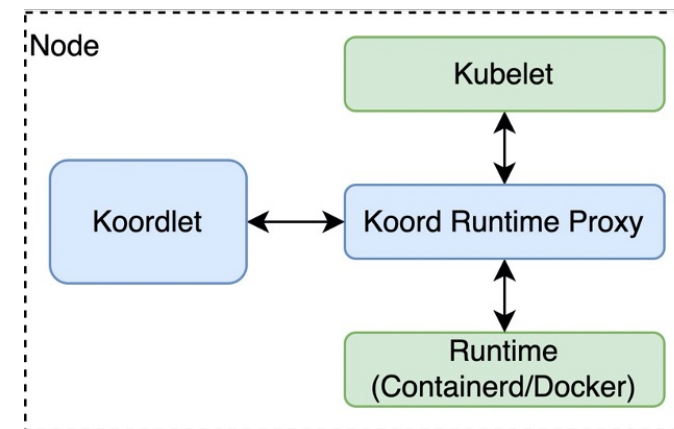 Node
Kubelet
Koordlet
Koord Runtime Proxy
Runtime
(Containerd/Docker)